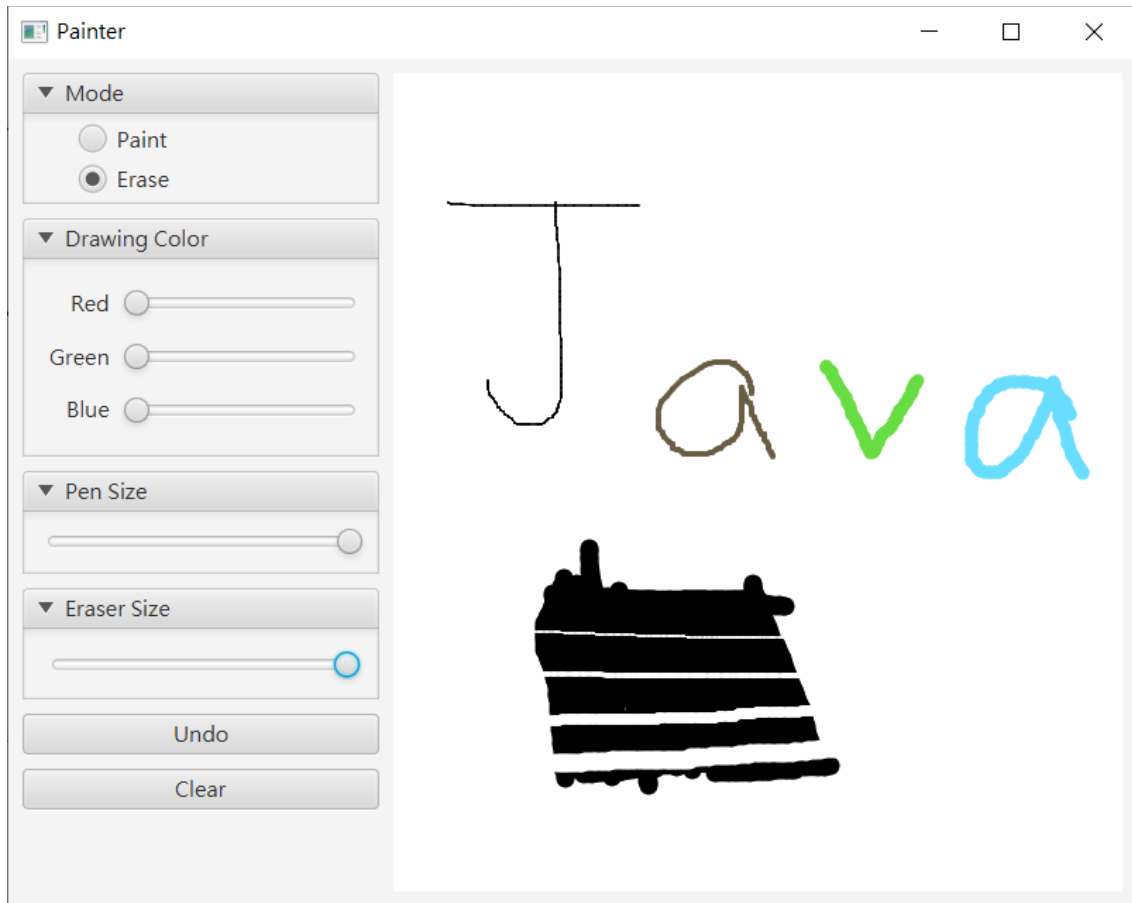 Painter
Mode
Paint
Erase
Drawing Color
Red
Green
Blue
Pen Size
Eraser Size
Undo
Clear
Java